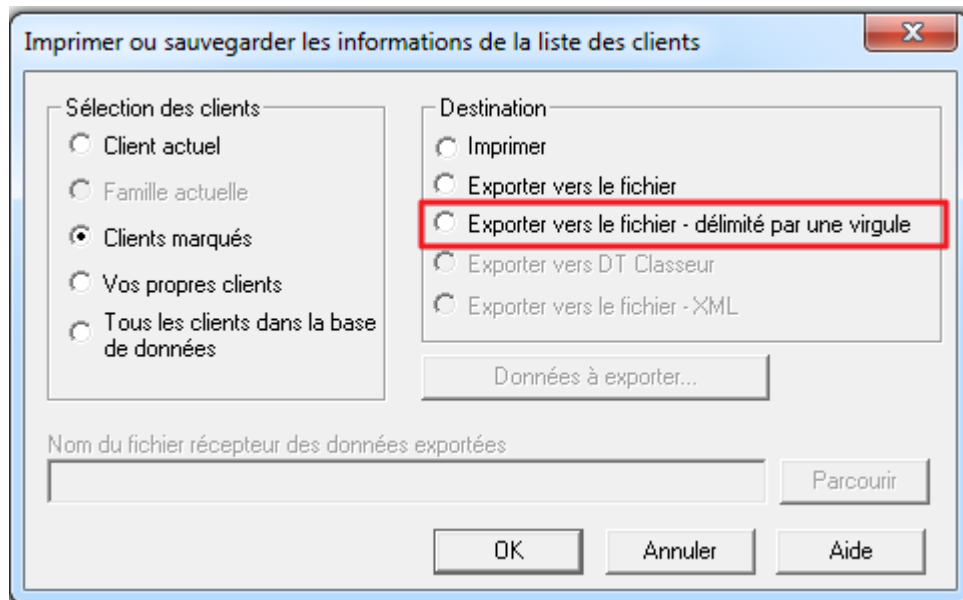 Imprimer ou sauvegarder les informations de la liste des clients
Sélection des clients
Client actuel
Famille actuelle
Clients marqués
Vos propres clients
Tous les clients dans la base
de données
Destination
Imprimer
Exporter vers le fichier
Exporter vers le fichier - délimité par une virgule
Exporter vers DT Classeur
Exporter vers le fichier - XML
Données à exporter...
Nom du fichier récepteur des données exportées
Parcourir
OK
Annuler
Aide